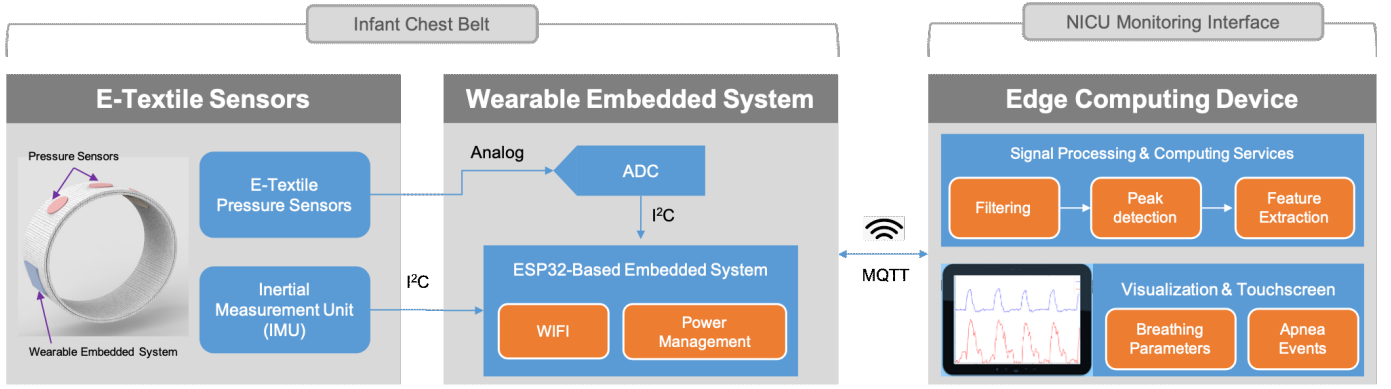 Infant Chest Belt
NICU Monitoring Interface
E-Textile Sensors
Wearable Embedded System
Edge Computing Device
Pressure Sensors
Wearable Embedded System
E-Textile
Pressure Sensors
Inertial
Measurement Unit
(IMU)
Analog
I²C
ADC
I²C
ESP32-Based Embedded System
WIFI
Power
Management
MQTT
Signal Processing & Computing Services
Filtering
Peak
detection
Feature
Extraction
Visualization & Touchscreen
Breathing
Parameters
Apnea
Events